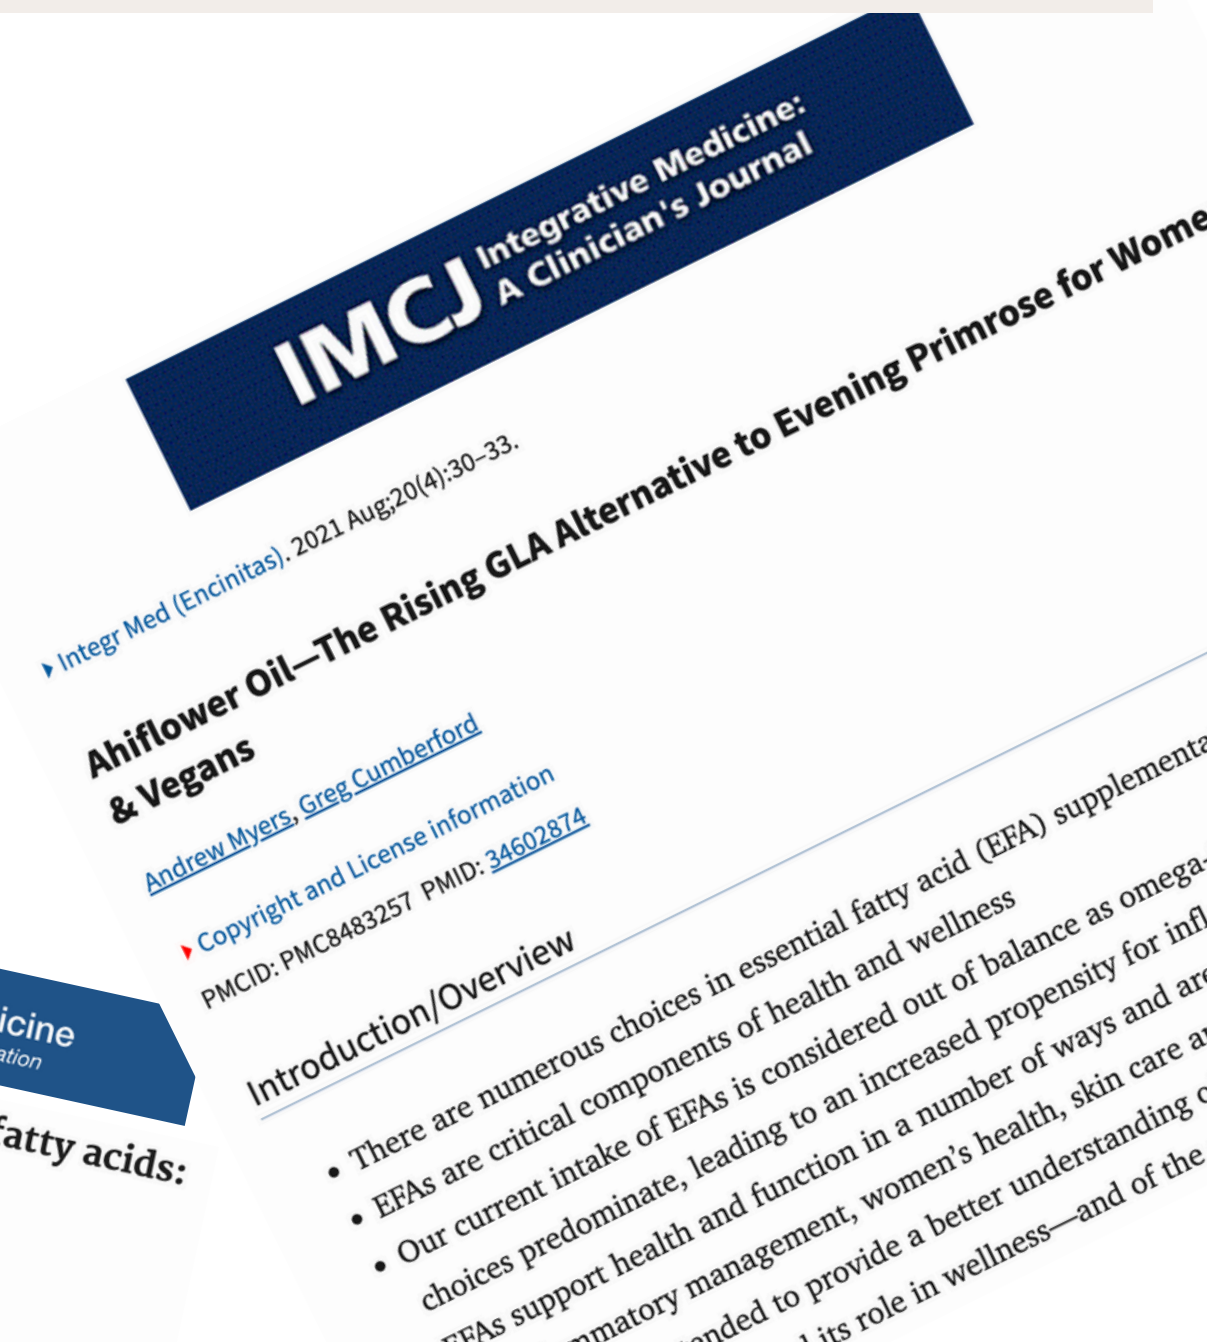 IMCJ Integrative Medicine:
A Clinician's Journal
Integr Med (Encinitas). 2021 Aug;20(4):30–33.
Ahiflower Oil—The Rising GLA Alternative to Evening Primrose for Wome
& Vegans
Andrew Myers, Greg Cumberford
Copyright and License information
PMCID: PMC8483257 PMID: 34602874
Introduction/Overview
• There are numerous choices in essential fatty acid (EFA) supplementa
• EFAs are critical components of health and wellness
• Our current intake of EFAs is considered out of balance as omega-
choices predominate, leading to an increased propensity for infl
EFAs support health and function in a number of ways and are
mmatory management, women's health, skin care a
ended to provide a better understanding
its role in wellness—and of the
icine
ation
fatty acids: